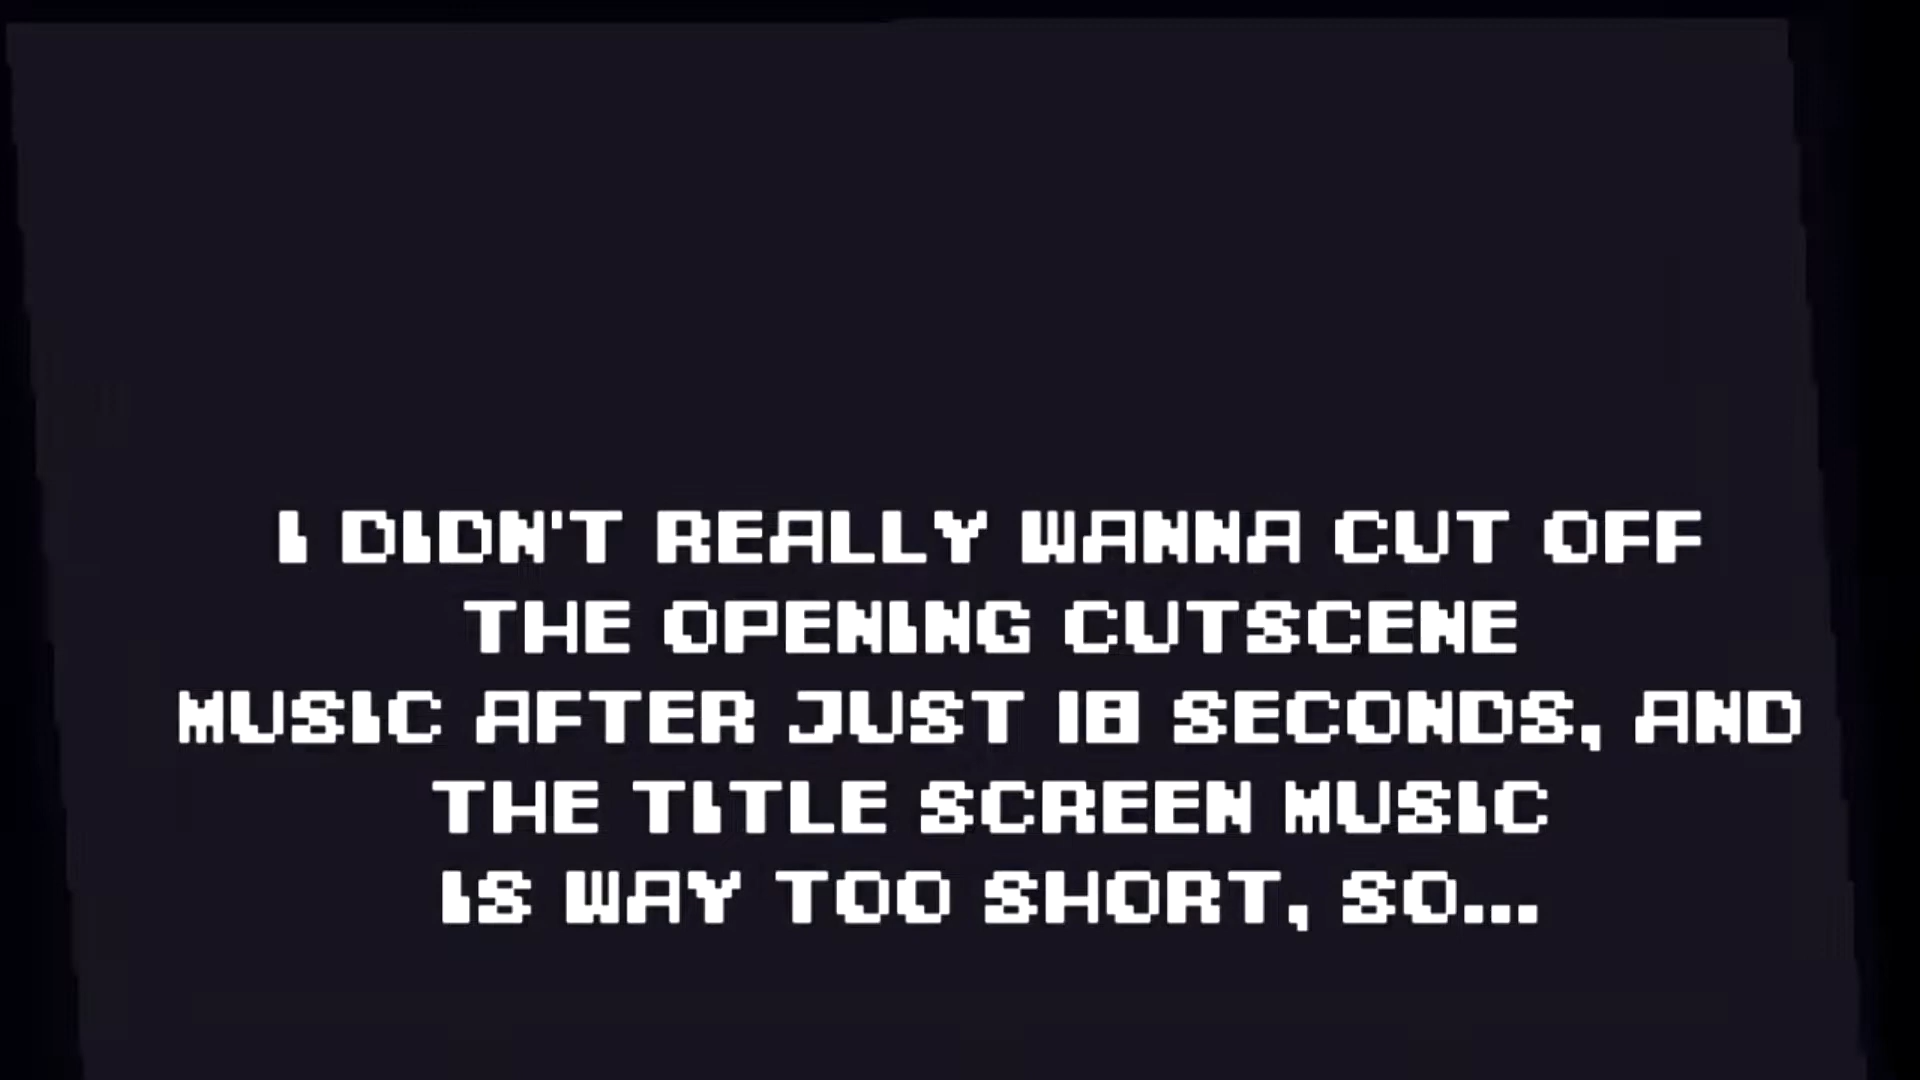 I DIDN'T REALLY WANNA CUT OFF
THE OPENING CUTSCENE
MUSIC AFTER JUST 18 SECONDS, AND
THE TITLE SCREEN MUSIC
IS WAY TOO SHORT, SO...